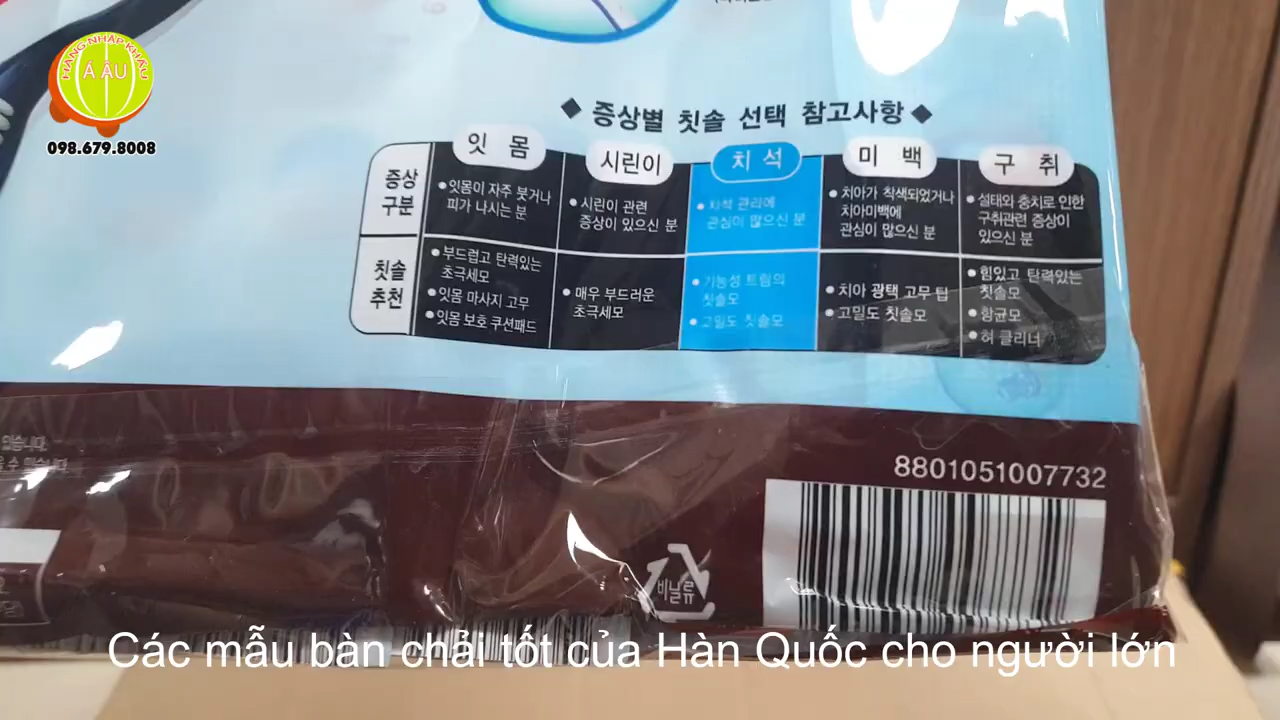 HÀNG NHẬP KHẨU
Á ÂU
098.679.8008
◆ 증상별 칫솔 선택 참고사항 ◆
잇 몸
시린이
치 석
미 백
구 취
증상
구분
•잇몸이 자주 붓거나
피가 나시는 분
•시린이 관련
증상이 있으신 분
•치석 관리에
관심이 많으신 분
•치아가 착색되었거나
치아미백에
관심이 많으신 분
•설태와 충치로 인한
구취관련 증상이
있으신 분
칫솔
추천
•부드럽고 탄력있는
초극세모
•잇몸 마사지 고무
•잇몸 보호 쿠션패드
•매우 부드러운
초극세모
•기능성 트림의
칫솔모
•고밀도 칫솔모
•치아 광택 고무 팁
•고밀도 칫솔모
•힘있고 탄력있는
칫솔모
•항균모
•혀 클리너
있습니다.
수 있습니다.
8801051007732
비닐류
Các mẫu bàn chải tốt của Hàn Quốc cho người lớn